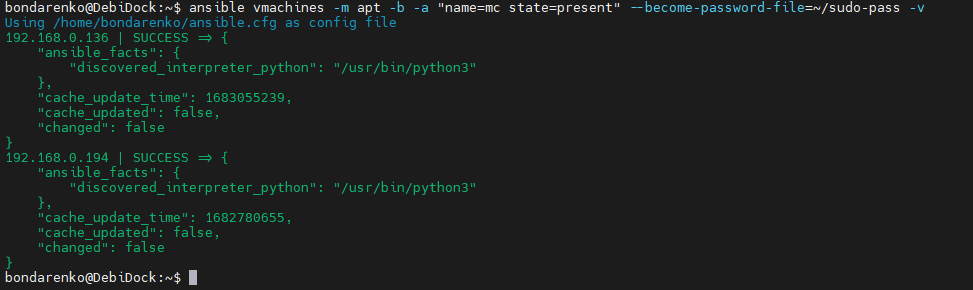 bondarenko@DebiDock:~$ ansible vmachines -m apt -b -a "name=mc state=present" --become-password-file=~/sudo-pass -v
Using /home/bondarenko/ansible.cfg as config file
192.168.0.136 | SUCCESS => {
    "ansible_facts": {
        "discovered_interpreter_python": "/usr/bin/python3"
    },
    "cache_update_time": 1683055239,
    "cache_updated": false,
    "changed": false
}
192.168.0.194 | SUCCESS => {
    "ansible_facts": {
        "discovered_interpreter_python": "/usr/bin/python3"
    },
    "cache_update_time": 1682780655,
    "cache_updated": false,
    "changed": false
}
bondarenko@DebiDock:~$